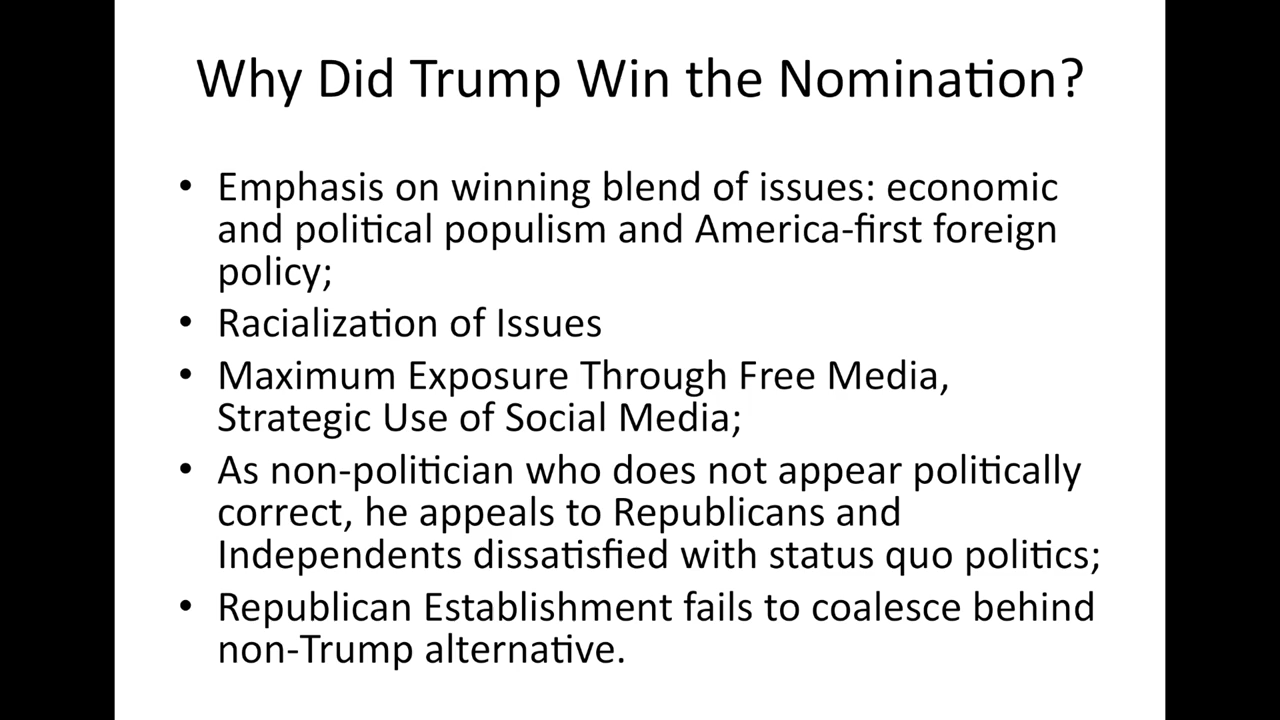 Why Did Trump Win the Nomination?
• Emphasis on winning blend of issues: economic
and political populism and America-first foreign
policy;
• Racialization of Issues
• Maximum Exposure Through Free Media,
Strategic Use of Social Media;
• As non-politician who does not appear politically
correct, he appeals to Republicans and
Independents dissatisfied with status quo politics;
• Republican Establishment fails to coalesce behind
non-Trump alternative.